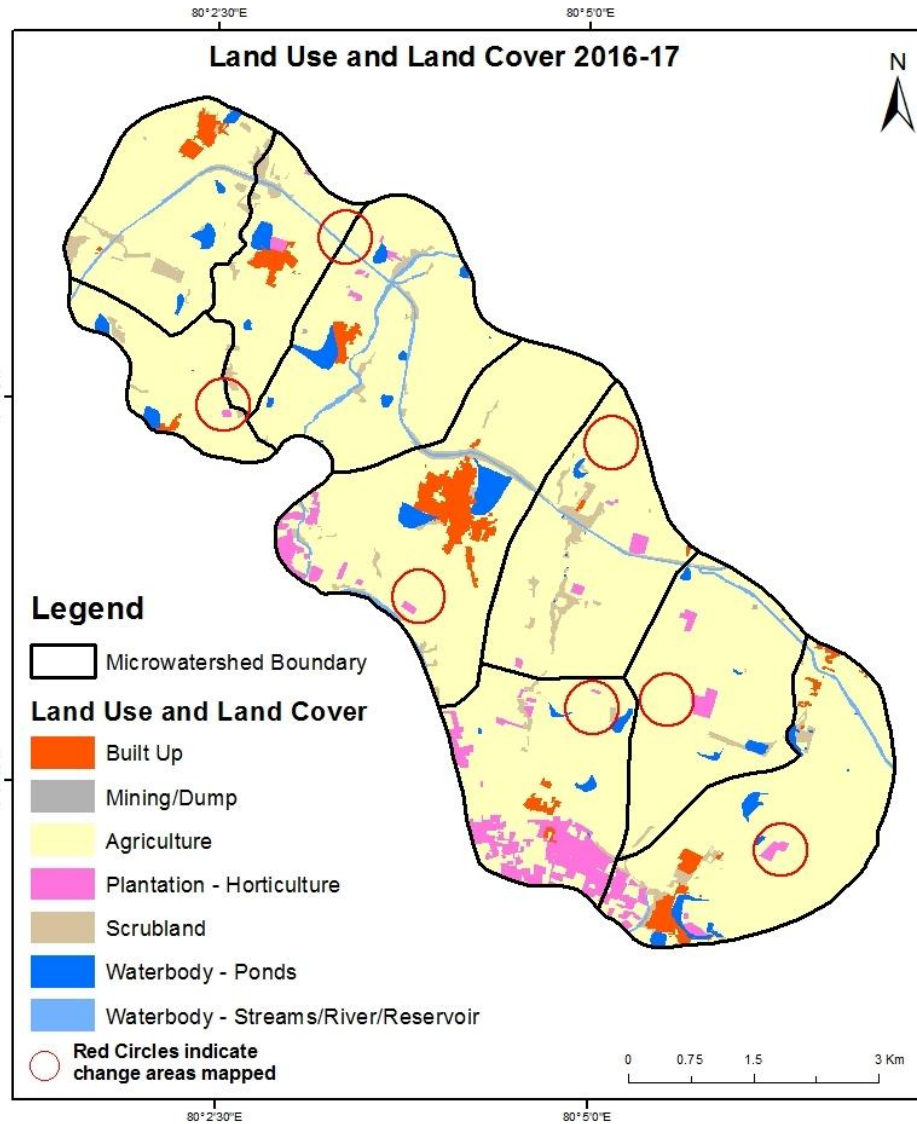 80°2'30"E
80°5'0"E
Land Use and Land Cover 2016-17
N
Legend
Microwatershed Boundary
Land Use and Land Cover
Built Up
Mining/Dump
Agriculture
Plantation - Horticulture
Scrubland
Waterbody - Ponds
Waterbody - Streams/River/Reservoir
Red Circles indicate
change areas mapped
0 0.75 1.5 3 Km
80°2'30"E
80°5'0"E